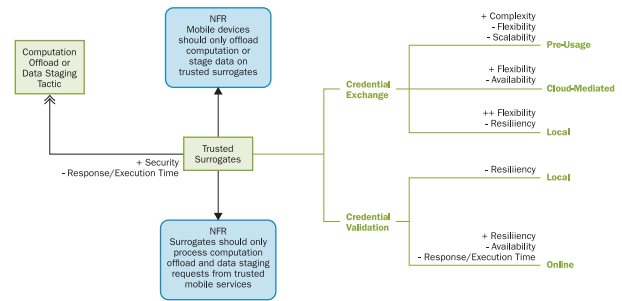 NFR
Mobile devices
should only offload
computation or
stage data on
trusted surrogates
Computation
Offload or
Data Staging
Tactic
+ Complexity
- Flexibility
- Scalability
Pre-Usage
+ Flexibility
- Availability
Cloud-Mediated
Credential
Exchange
++ Flexibility
- Resiliiency
Local
Trusted
Surrogates
+ Security
- Response/Execution Time
- Resiliiency
Local
Credential
Validation
+ Resiliiency
- Availability
- Response/Execution Time
Online
NFR
Surrogates should only
process computation
offload and data staging
requests from trusted
mobile services